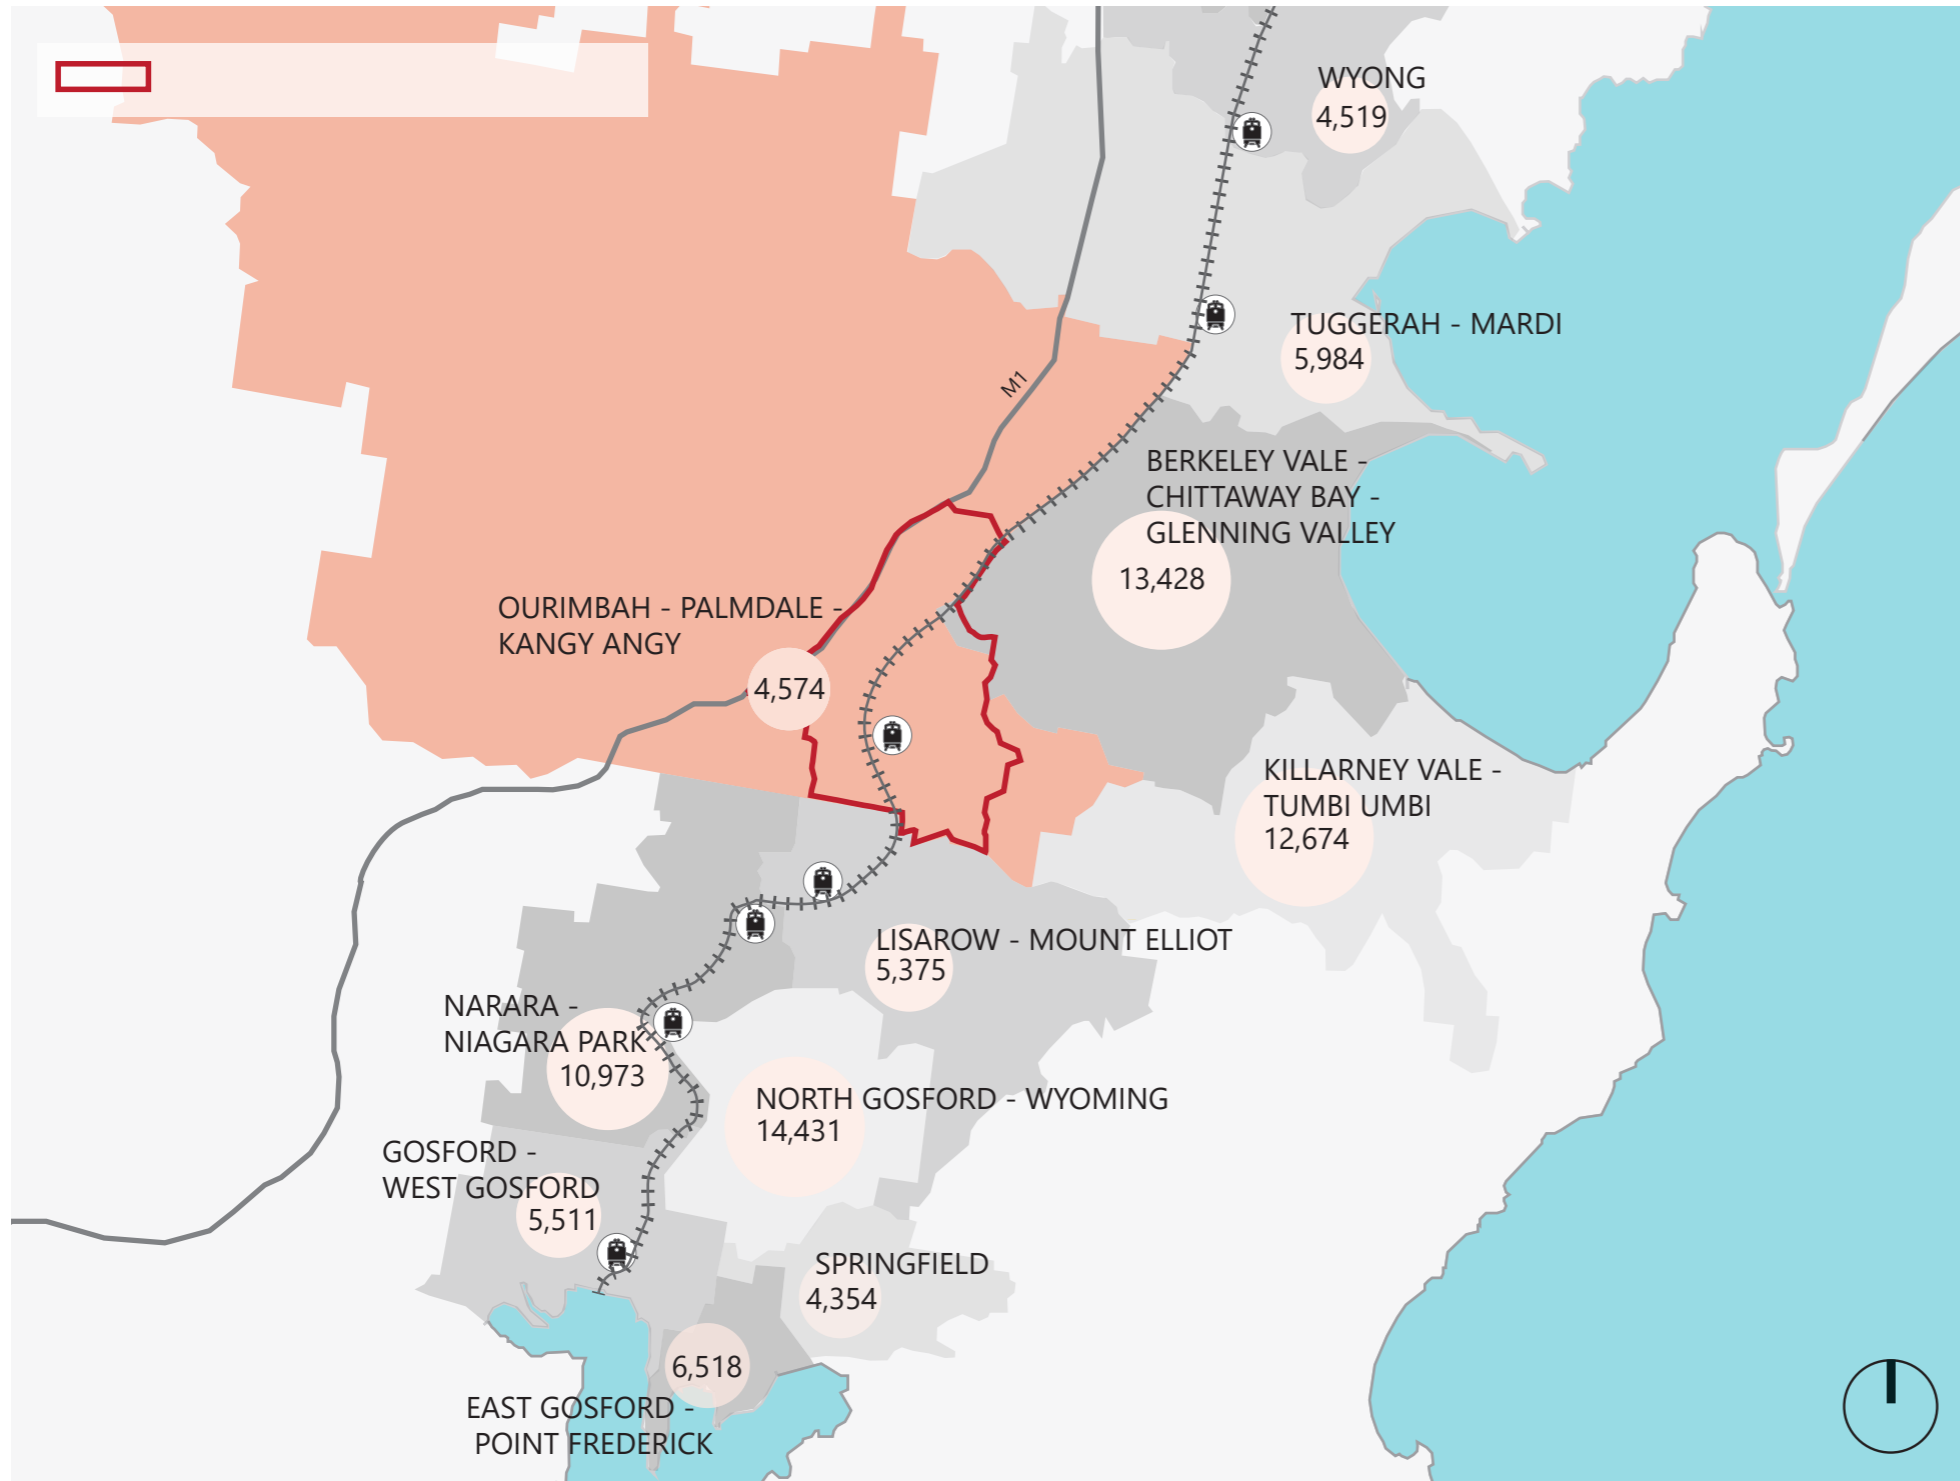 WYONG
4,519
TUGGERAH - MARDI
5,984
M1
BERKELEY VALE -
CHITTAWAY BAY -
GLENNING VALLEY
13,428
OURIMBAH - PALMDALE -
KANGY ANGY
4,574
KILLARNEY VALE -
TUMBI UMBI
12,674
LISAROW - MOUNT ELLIOT
5,375
NARARA -
NIAGARA PARK
10,973
NORTH GOSFORD - WYOMING
14,431
GOSFORD -
WEST GOSFORD
5,511
SPRINGFIELD
4,354
6,518
EAST GOSFORD -
POINT FREDERICK